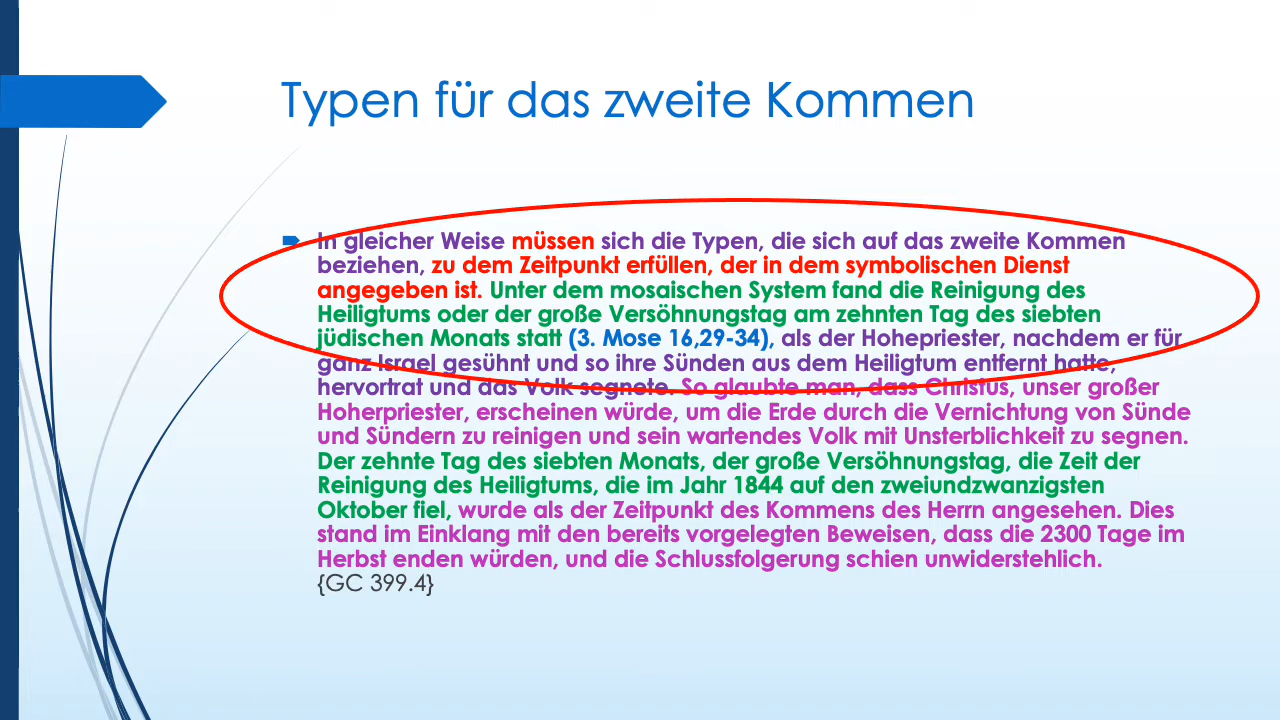 Typen für das zweite Kommen
In gleicher Weise müssen sich die Typen, die sich auf das zweite Kommen
beziehen, zu dem Zeitpunkt erfüllen, der in dem symbolischen Dienst
angegeben ist. Unter dem mosaischen System fand die Reinigung des
Heiligtums oder der große Versöhnungstag am zehnten Tag des siebten
jüdischen Monats statt (3. Mose 16,29-34), als der Hohepriester, nachdem er für
ganz Israel gesühnt und so ihre Sünden aus dem Heiligtum entfernt hatte,
hervortrat und das Volk segnete. So glaubte man, dass Christus, unser großer
Hoherpriester, erscheinen würde, um die Erde durch die Vernichtung von Sünde
und Sündern zu reinigen und sein wartendes Volk mit Unsterblichkeit zu segnen.
Der zehnte Tag des siebten Monats, der große Versöhnungstag, die Zeit der
Reinigung des Heiligtums, die im Jahr 1844 auf den zweiundzwanzigsten
Oktober fiel, wurde als der Zeitpunkt des Kommens des Herrn angesehen. Dies
stand im Einklang mit den bereits vorgelegten Beweisen, dass die 2300 Tage im
Herbst enden würden, und die Schlussfolgerung schien unwiderstehlich.
{GC 399.4}